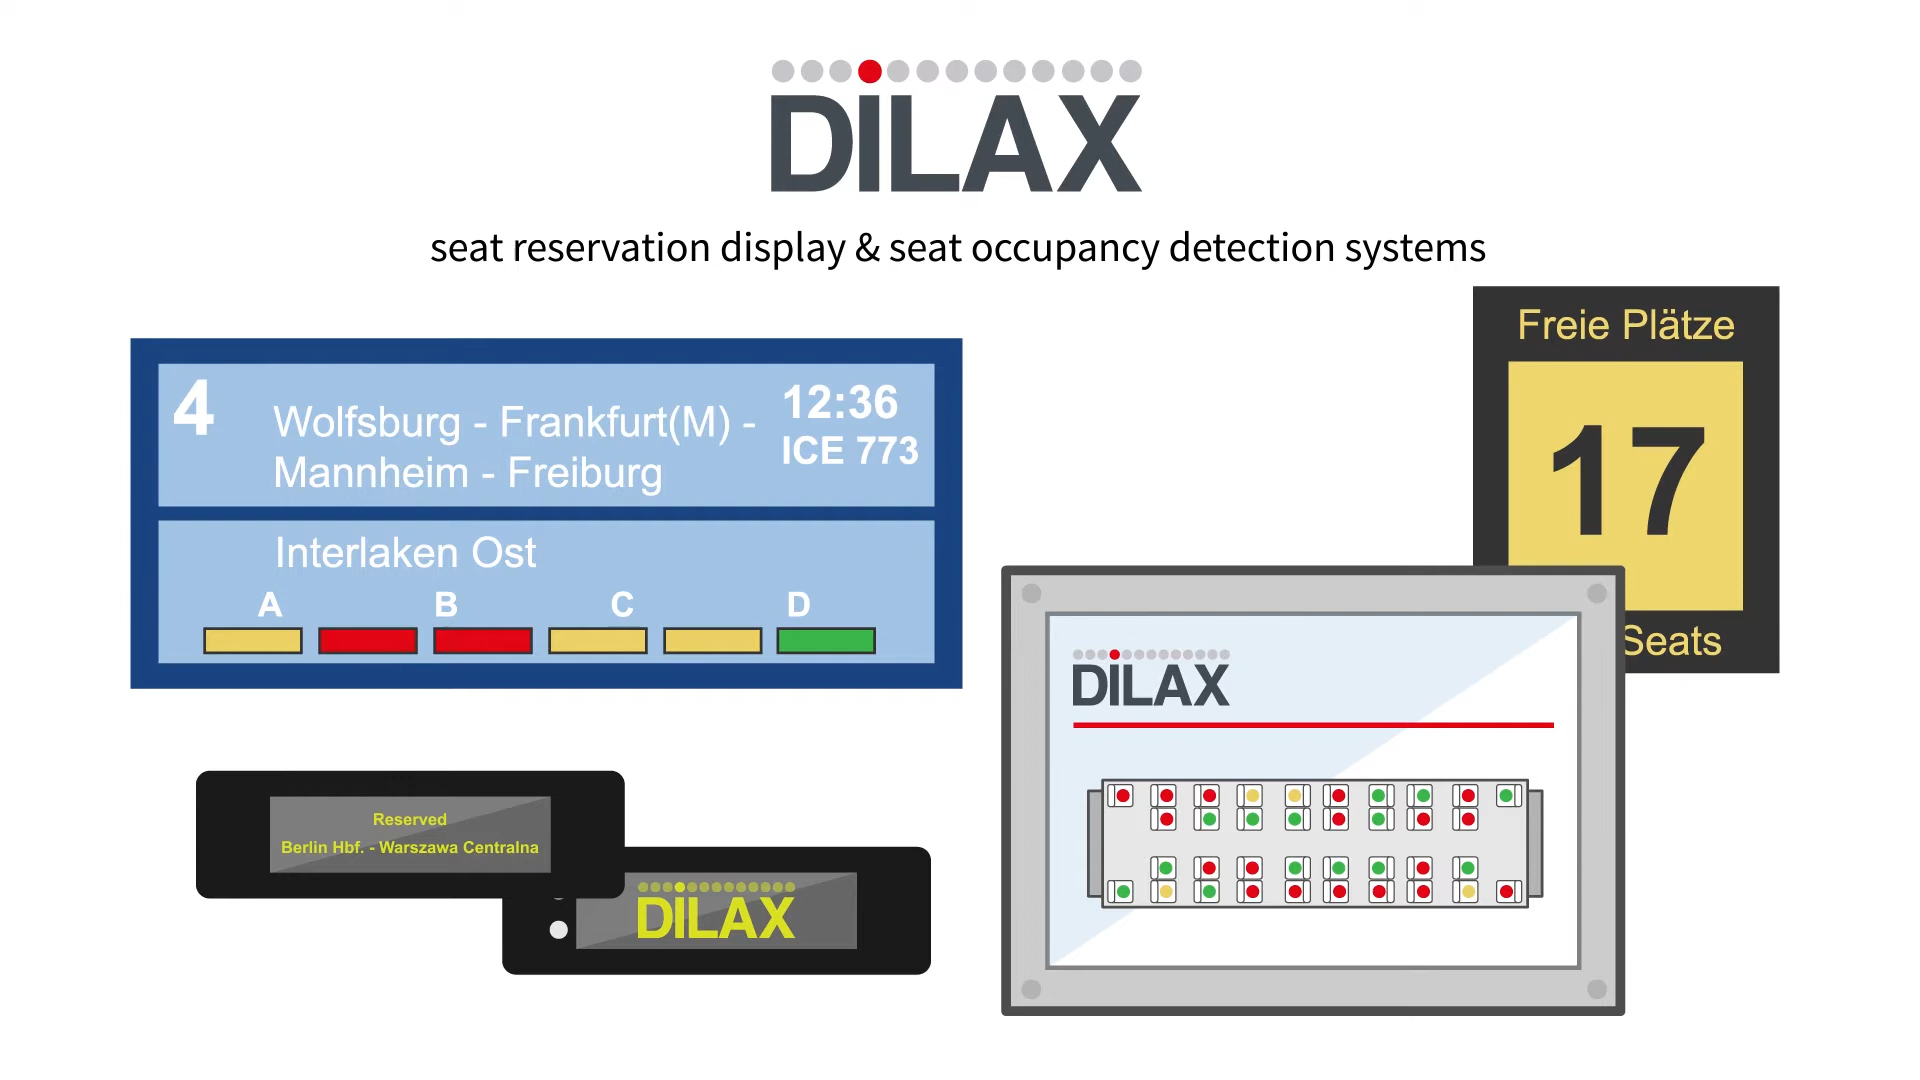 DILAX
seat reservation display & seat occupancy detection systems
4
Wolfsburg - Frankfurt(M) -
Mannheim - Freiburg
12:36
ICE 773
Interlaken Ost
A B C D
Freie Plätze
17
Seats
DILAX
Reserved
Berlin Hbf. - Warszawa Centralna
DILAX